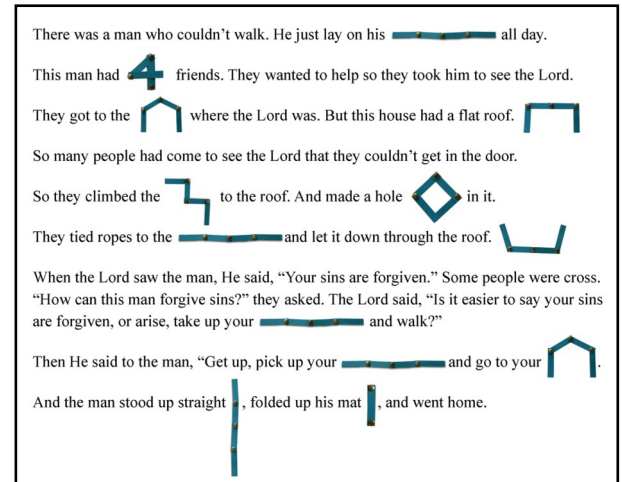 There was a man who couldn’t walk. He just lay on his all day.
This man had 4 friends. They wanted to help so they took him to see the Lord.
They got to the where the Lord was. But this house had a flat roof.
So many people had come to see the Lord that they couldn’t get in the door.
So they climbed the to the roof. And made a hole in it.
They tied ropes to the and let it down through the roof.
When the Lord saw the man, He said, “Your sins are forgiven.” Some people were cross.
“How can this man forgive sins?” they asked. The Lord said, “Is it easier to say your sins
are forgiven, or arise, take up your and walk?”
Then He said to the man, “Get up, pick up your and go to your .
And the man stood up straight , folded up his mat , and went home.